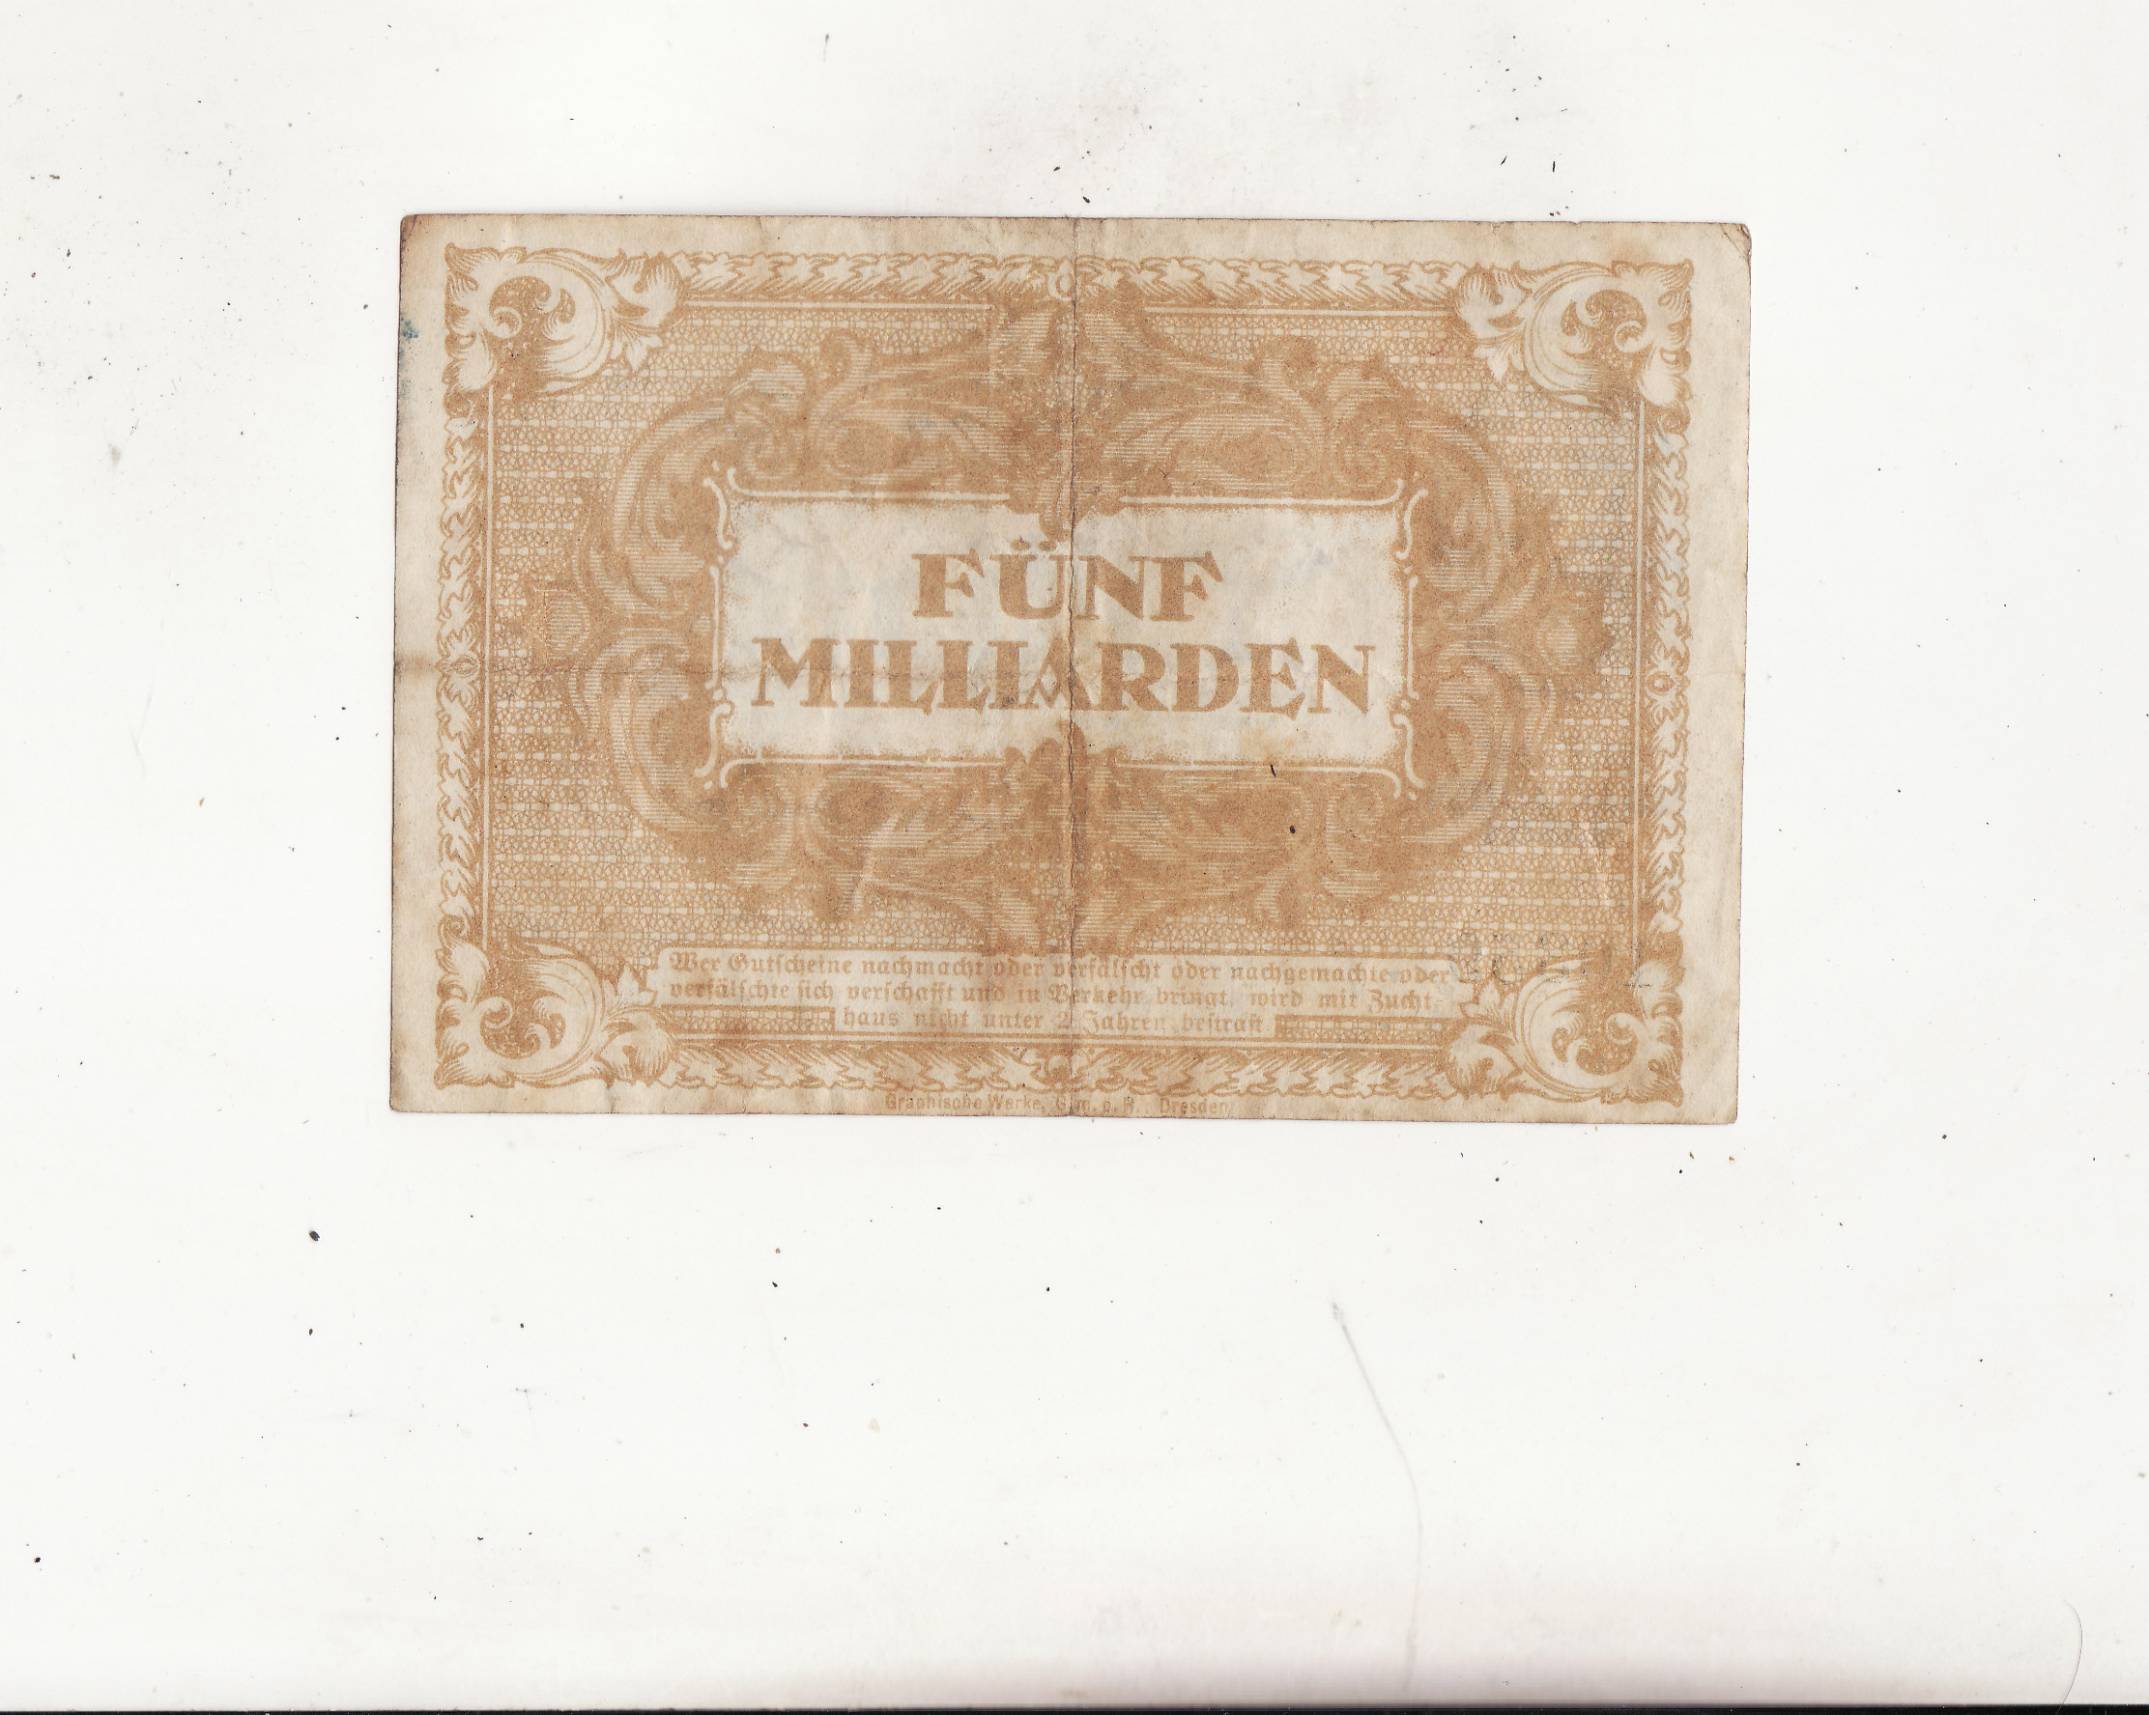 FÜNF
MILLIARDEN
Wer Gutscheine nachmacht oder verfälscht oder nachgemachte oder
verfälschte sich verschafft und in Verkehr bringt, wird mit Zucht-
haus nicht unter 2 Jahren bestraft.
Graphische Werke, G. m. b. H., Dresden